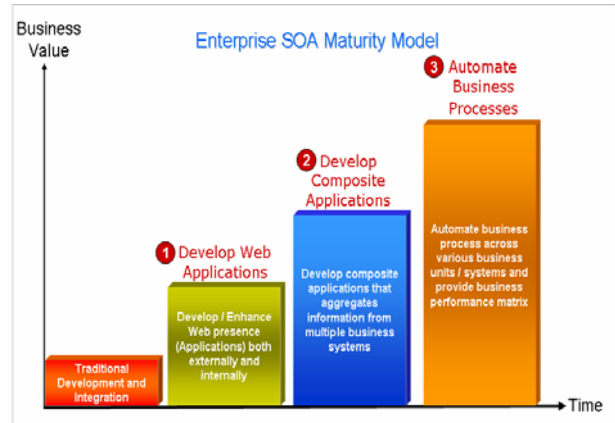 Business
Value
Enterprise SOA Maturity Model
3 Automate
Business
Processes
2 Develop
Composite
Applications
1 Develop Web
Applications
Traditional
Development and
Integration
Develop / Enhance
Web presence
(Applications) both
externally and
internally
Develop composite
applications that
aggregates
information from
multiple business
systems
Automate business
process across
various business
units / systems and
provide business
performance matrix
Time